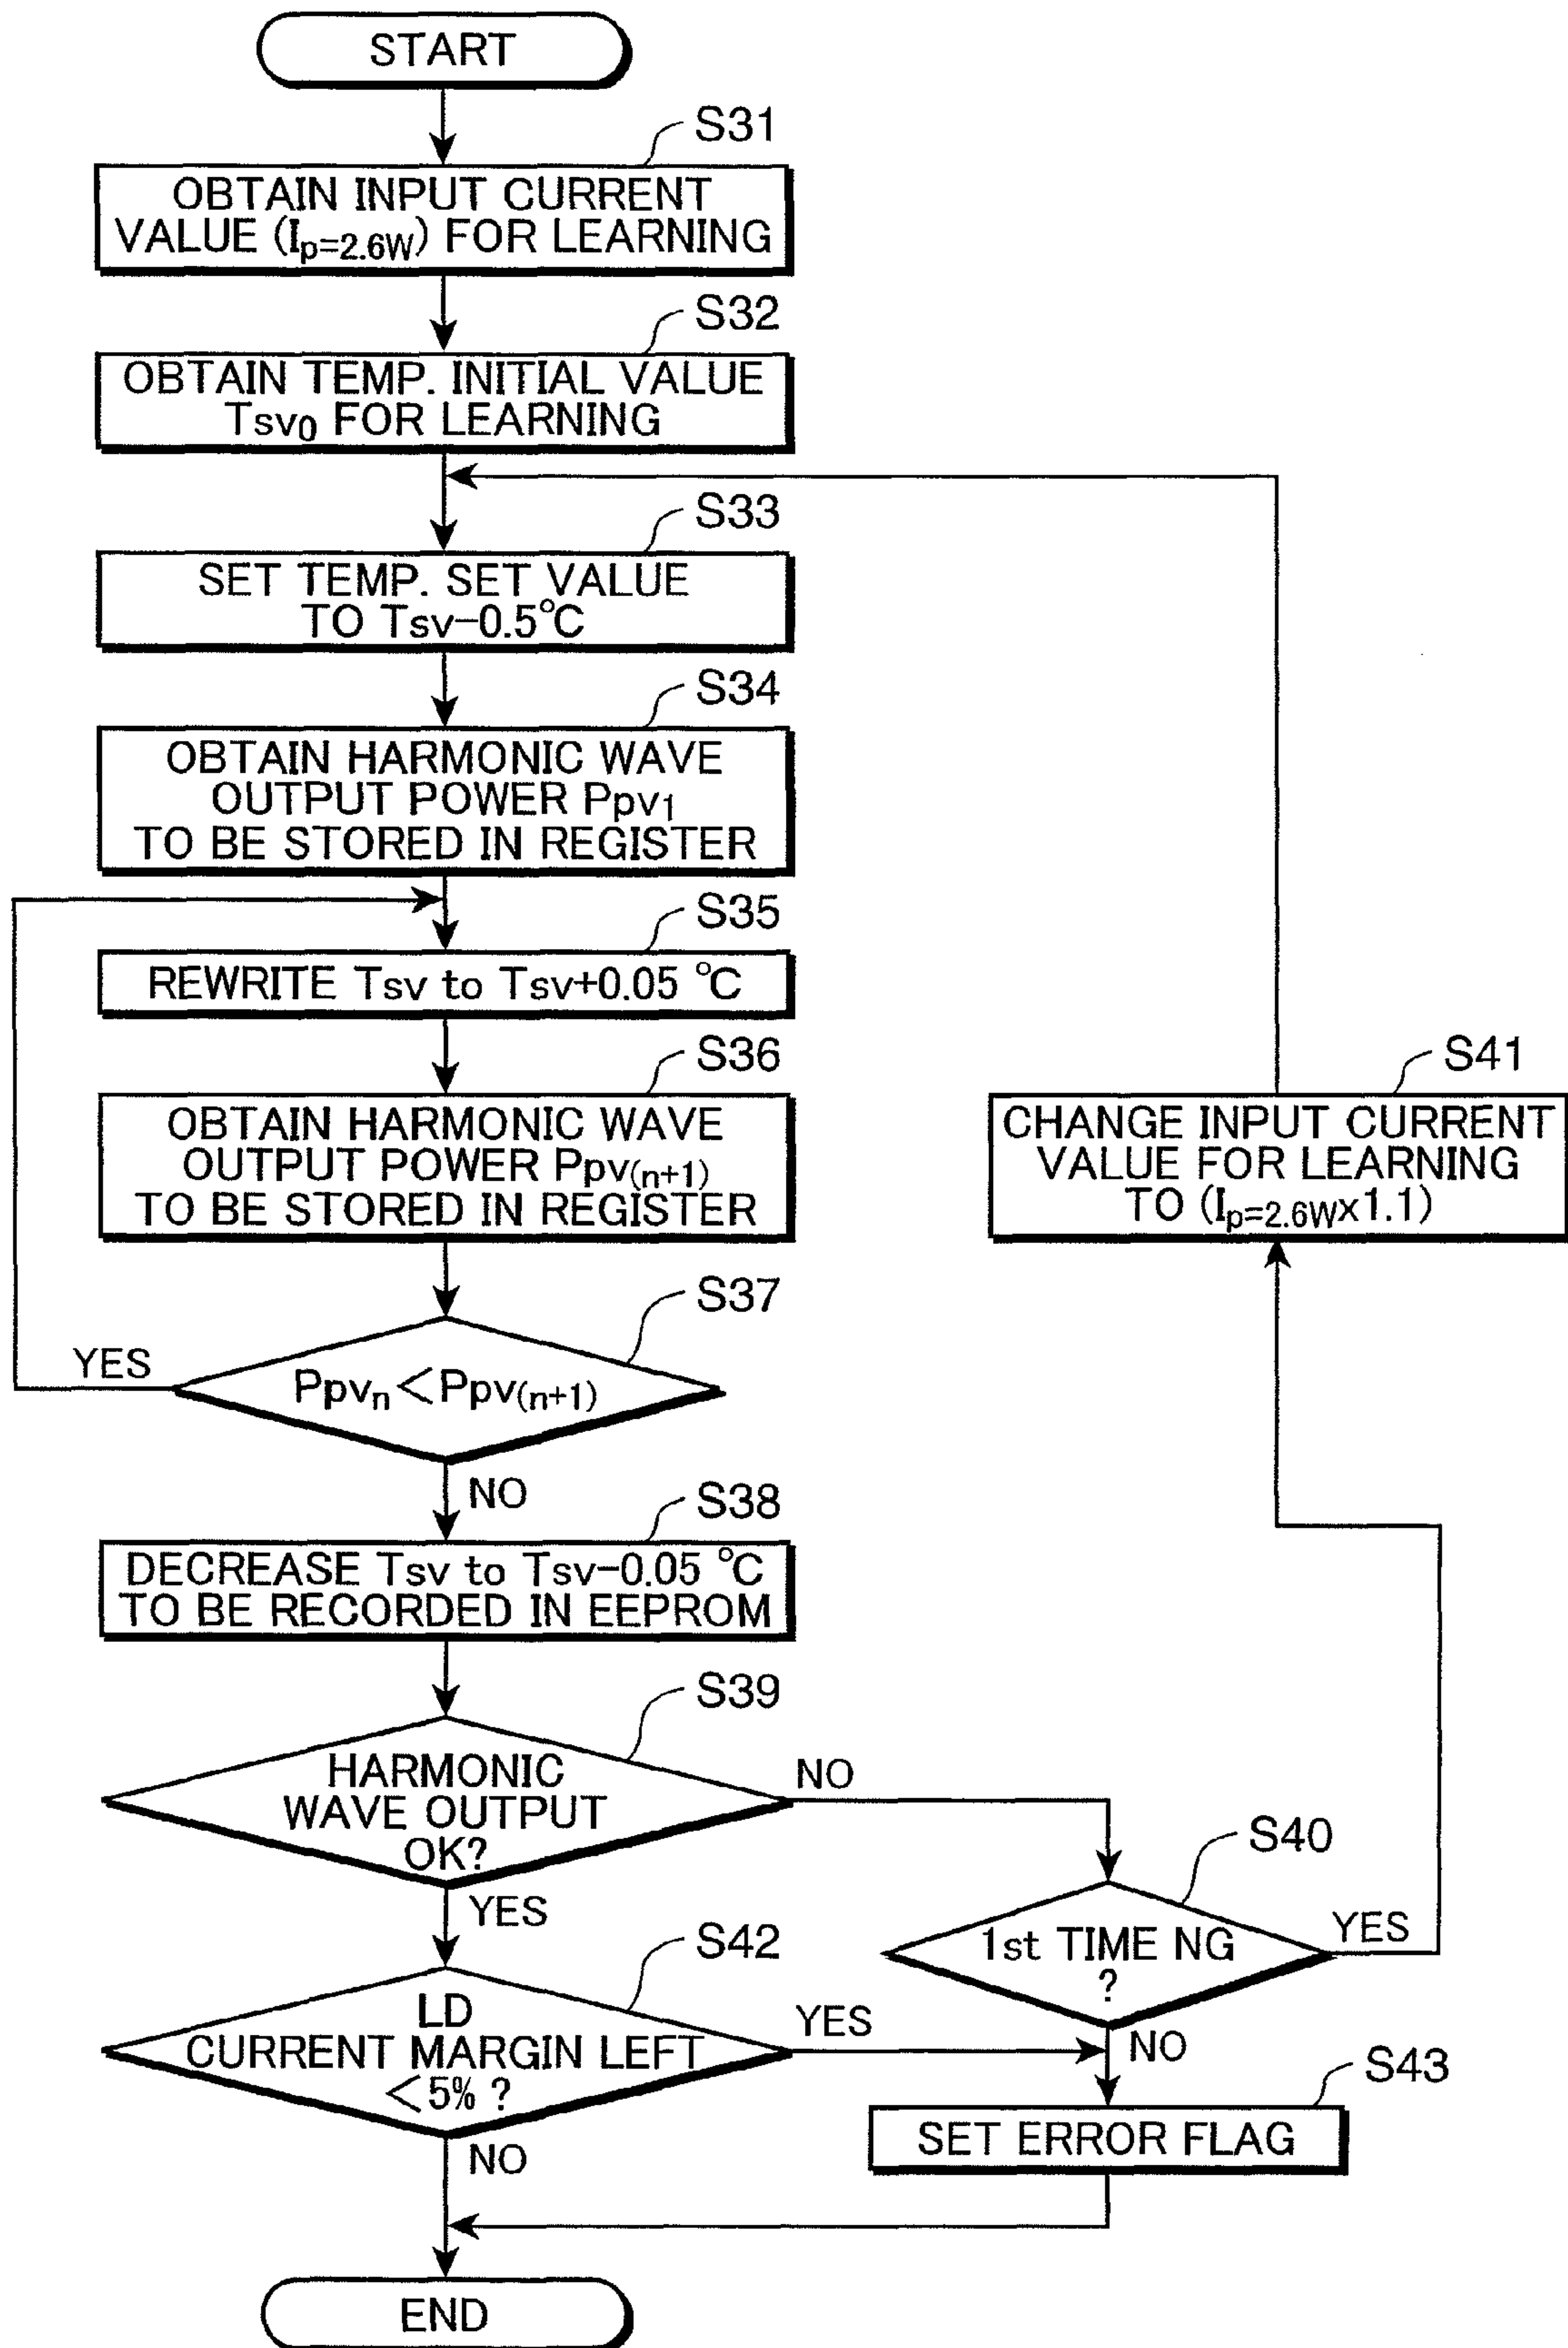 START
S31
OBTAIN INPUT CURRENT
VALUE (Ip=2.6W) FOR LEARNING
S32
OBTAIN TEMP. INITIAL VALUE
Tsv0 FOR LEARNING
S33
SET TEMP. SET VALUE
TO Tsv-0.5℃
S34
OBTAIN HARMONIC WAVE
OUTPUT POWER Ppv1
TO BE STORED IN REGISTER
S35
REWRITE Tsv to Tsv+0.05 ℃
S36
OBTAIN HARMONIC WAVE
OUTPUT POWER Ppv(n+1)
TO BE STORED IN REGISTER
S41
CHANGE INPUT CURRENT
VALUE FOR LEARNING
TO (Ip=2.6Wx1.1)
S37
YES
Ppvn<Ppv(n+1)
NO
S38
DECREASE Tsv to Tsv-0.05 ℃
TO BE RECORDED IN EEPROM
S39
HARMONIC
WAVE OUTPUT
OK?
NO
YES
S40
1st TIME NG
?
YES
NO
S42
LD
CURRENT MARGIN LEFT
<5% ?
YES
NO
S43
SET ERROR FLAG
END